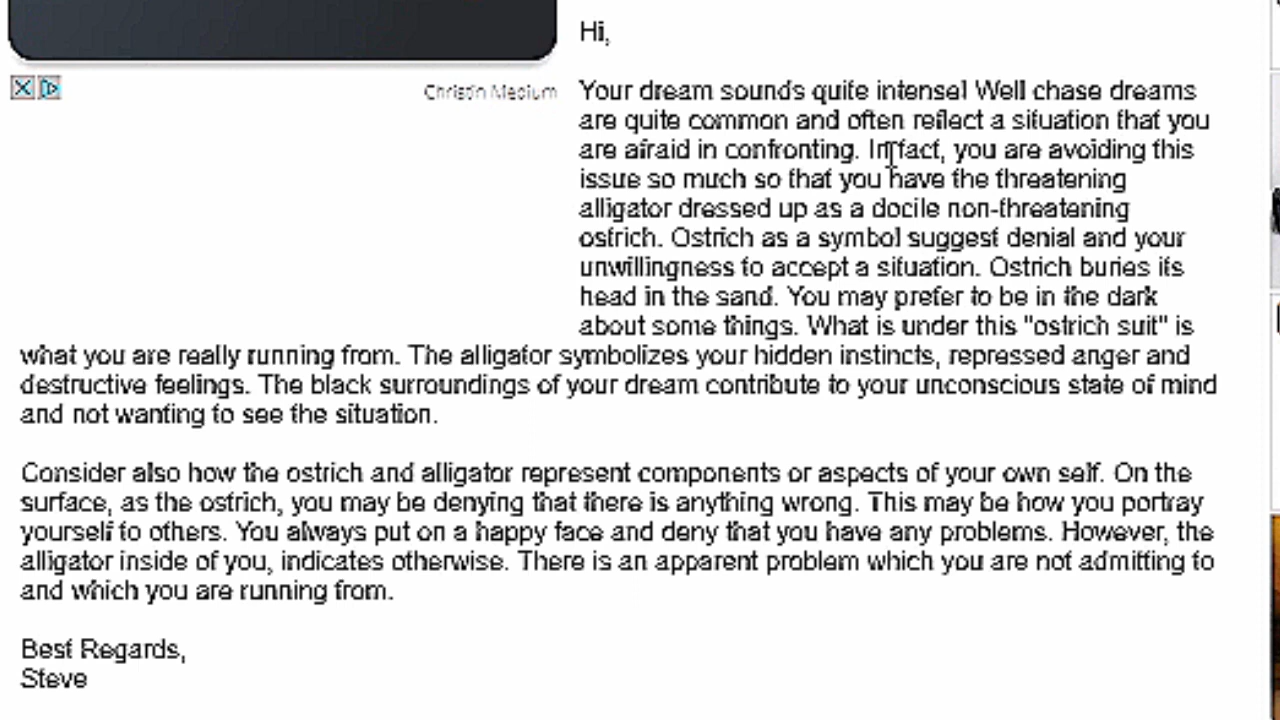 Hi,
Christin Medium
Your dream sounds quite intense! Well chase dreams
are quite common and often reflect a situation that you
are afraid in confronting. In fact, you are avoiding this
issue so much so that you have the threatening
alligator dressed up as a docile non-threatening
ostrich. Ostrich as a symbol suggest denial and your
unwillingness to accept a situation. Ostrich buries its
head in the sand. You may prefer to be in the dark
about some things. What is under this "ostrich suit" is
what you are really running from. The alligator symbolizes your hidden instincts, repressed anger and
destructive feelings. The black surroundings of your dream contribute to your unconscious state of mind
and not wanting to see the situation.
Consider also how the ostrich and alligator represent components or aspects of your own self. On the
surface, as the ostrich, you may be denying that there is anything wrong. This may be how you portray
yourself to others. You always put on a happy face and deny that you have any problems. However, the
alligator inside of you, indicates otherwise. There is an apparent problem which you are not admitting to
and which you are running from.
Best Regards,
Steve